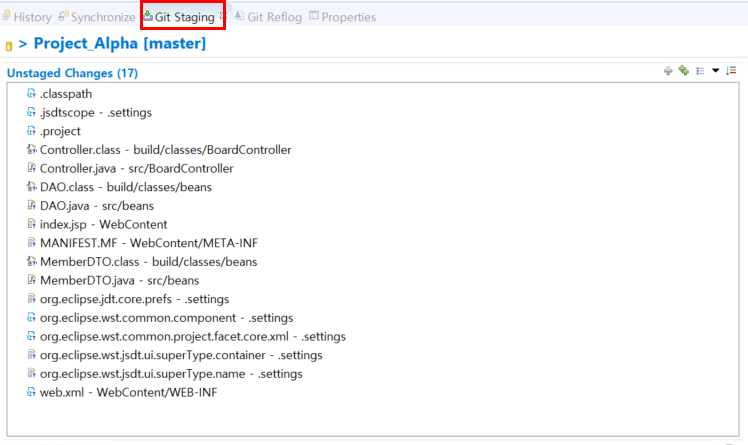 History Synchronize Git Staging Git Reflog Properties
> Project_Alpha [master]
Unstaged Changes (17)
.classpath
.jsdtscope - .settings
.project
Controller.class - build/classes/BoardController
Controller.java - src/BoardController
DAO.class - build/classes/beans
DAO.java - src/beans
index.jsp - WebContent
MANIFEST.MF - WebContent/META-INF
MemberDTO.class - build/classes/beans
MemberDTO.java - src/beans
org.eclipse.jdt.core.prefs - .settings
org.eclipse.wst.common.component - .settings
org.eclipse.wst.common.project.facet.core.xml - .settings
org.eclipse.wst.jsdt.ui.superType.container - .settings
org.eclipse.wst.jsdt.ui.superType.name - .settings
web.xml - WebContent/WEB-INF